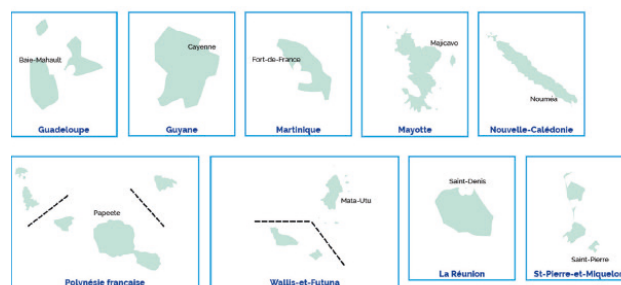 Baie-Mahault
Guadeloupe
Cayenne
Guyane
Fort-de-France
Martinique
Majicavo
Mayotte
Nouméa
Nouvelle-Calédonie
Papeete
Polynésie française
Mata-Utu
Wallis-et-Futuna
Saint-Denis
La Réunion
Saint-Pierre
St-Pierre-et-Miquelon